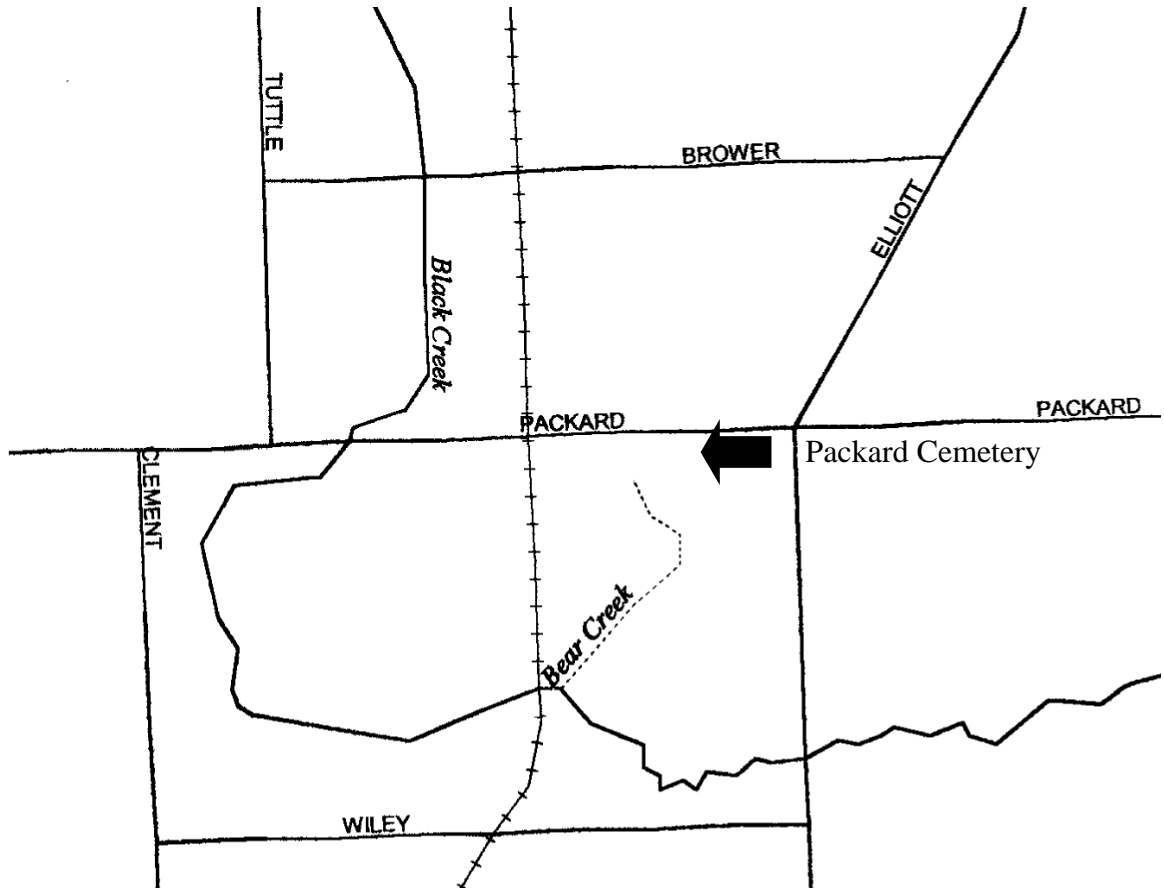 TUTTLE
BROWER
ELLIOTT
Black Creek
PACKARD
PACKARD
Packard Cemetery
CLEMENT
Bear Creek
WILEY